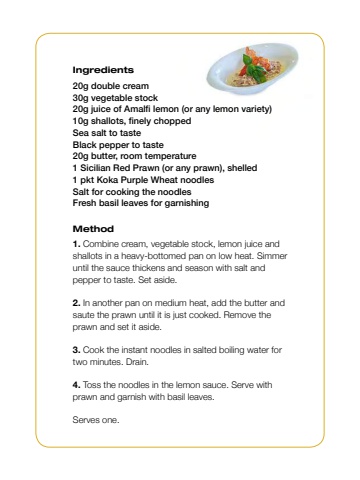 Ingredients
20g double cream
30g vegetable stock
20g juice of Amalfi lemon (or any lemon variety)
10g shallots, finely chopped
Sea salt to taste
Black pepper to taste
20g butter, room temperature
1 Sicilian Red Prawn (or any prawn), shelled
1 pkt Koka Purple Wheat noodles
Salt for cooking the noodles
Fresh basil leaves for garnishing
Method
1. Combine cream, vegetable stock, lemon juice and
shallots in a heavy-bottomed pan on low heat. Simmer
until the sauce thickens and season with salt and
pepper to taste. Set aside.
2. In another pan on medium heat, add the butter and
saute the prawn until it is just cooked. Remove the
prawn and set it aside.
3. Cook the instant noodles in salted boiling water for
two minutes. Drain.
4. Toss the noodles in the lemon sauce. Serve with
prawn and garnish with basil leaves.
Serves one.